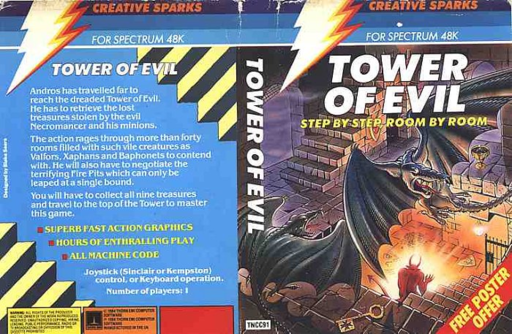 CREATIVE SPARKS
FOR SPECTRUM 48K
TOWER OF EVIL
Andros has travelled far to
reach the dreaded Tower of Evil.
He has to retrieve the lost
treasures stolen by the evil
Necromancer and his minions.
The action rages through more than forty
rooms filled with such vile creatures as
Valfors, Xaphans and Baphonets to contend
with. He will also have to negotiate the
terrifying Fire Pits which can only be
leaped at a single bound.
You will have to collect all nine treasures
and travel to the top of the Tower to master
this game.
SUPERB FAST ACTION GRAPHICS
HOURS OF ENTHRALLING PLAY
ALL MACHINE CODE
Joystick (Sinclair or Kempston)
control, or Keyboard operation.
Number of players: 1
TOWER OF EVIL
TNCC91
CREATIVE SPARKS
FOR SPECTRUM 48K
TOWER
OF EVIL
STEP BY STEP, ROOM BY ROOM
FREE POSTER
OFFER